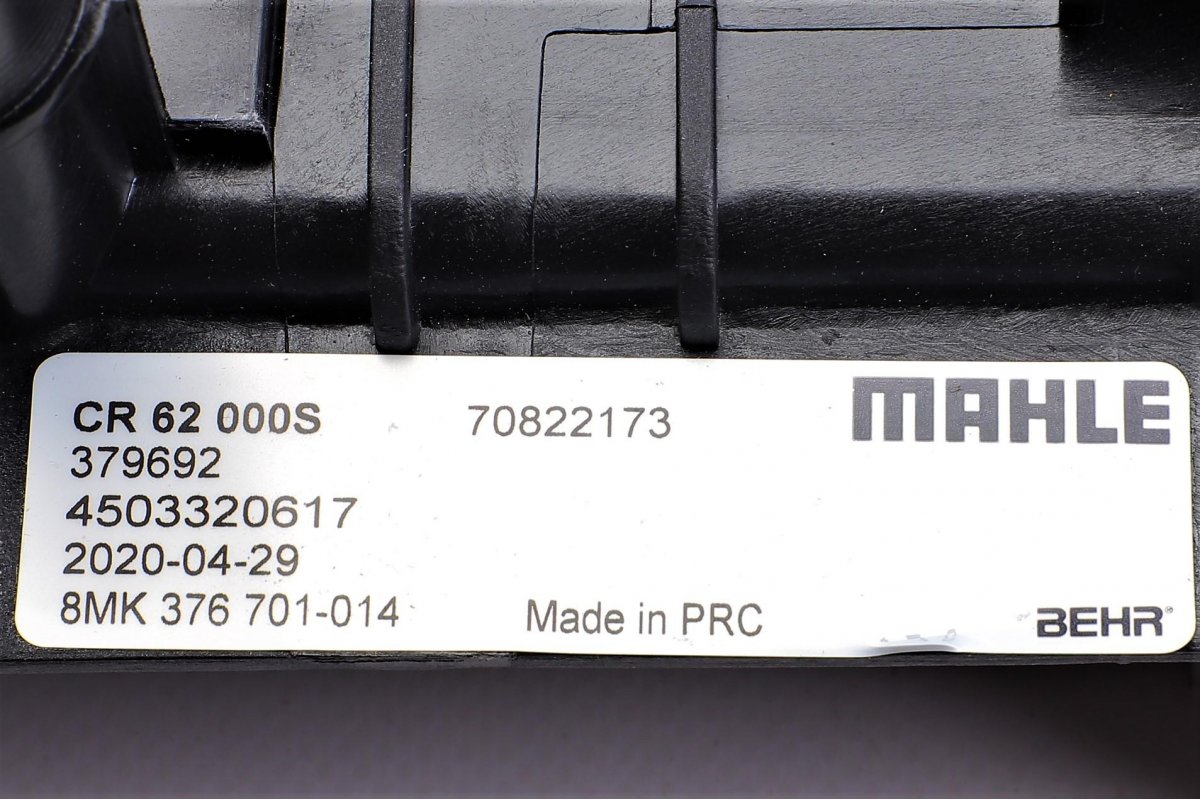 CR 62 000S 70822173 MAHLE
379692
4503320617
2020-04-29
8MK 376 701-014 Made in PRC BEHR®